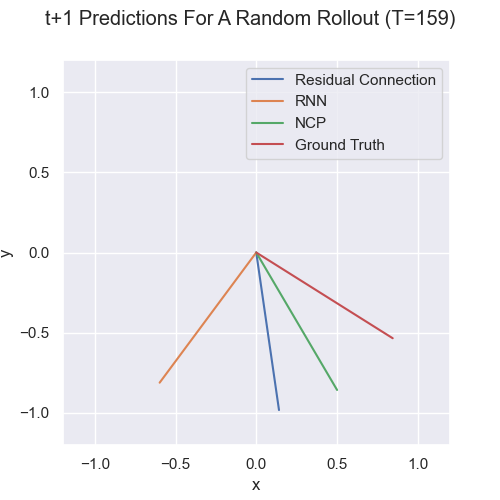 t+1 Predictions For A Random Rollout (T=159)
Residual Connection
RNN
NCP
Ground Truth
1.0
0.5
0.0
−0.5
−1.0
y
−1.0 −0.5 0.0 0.5 1.0
x